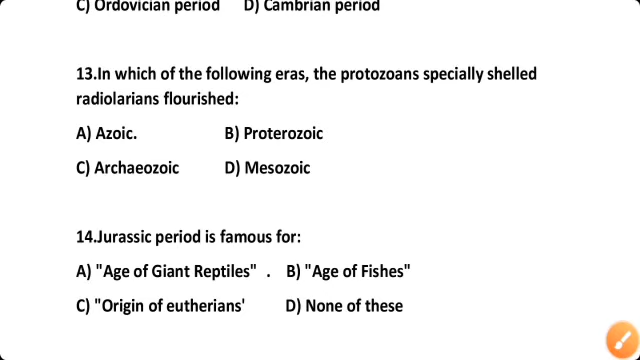 C) Ordovician period D) Cambrian period
13.In which of the following eras, the protozoans specially shelled
radiolarians flourished:
A) Azoic. B) Proterozoic
C) Archaeozoic D) Mesozoic
14.Jurassic period is famous for:
A) "Age of Giant Reptiles" . B) "Age of Fishes"
C) "Origin of eutherians' D) None of these